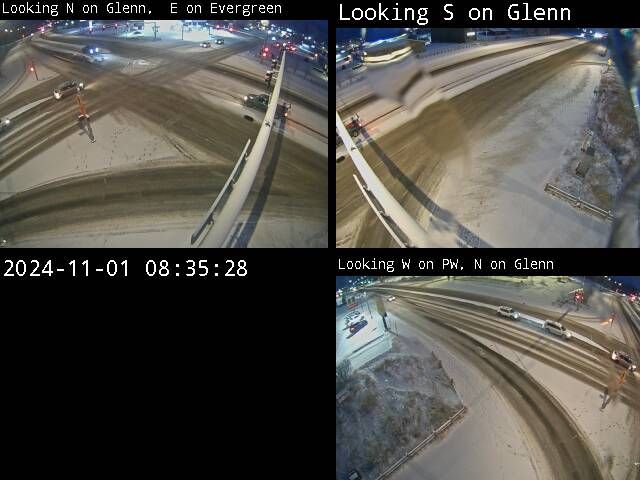 Looking N on Glenn, E on Evergreen
Looking S on Glenn
2024-11-01 08:35:28
Looking W on PW, N on Glenn